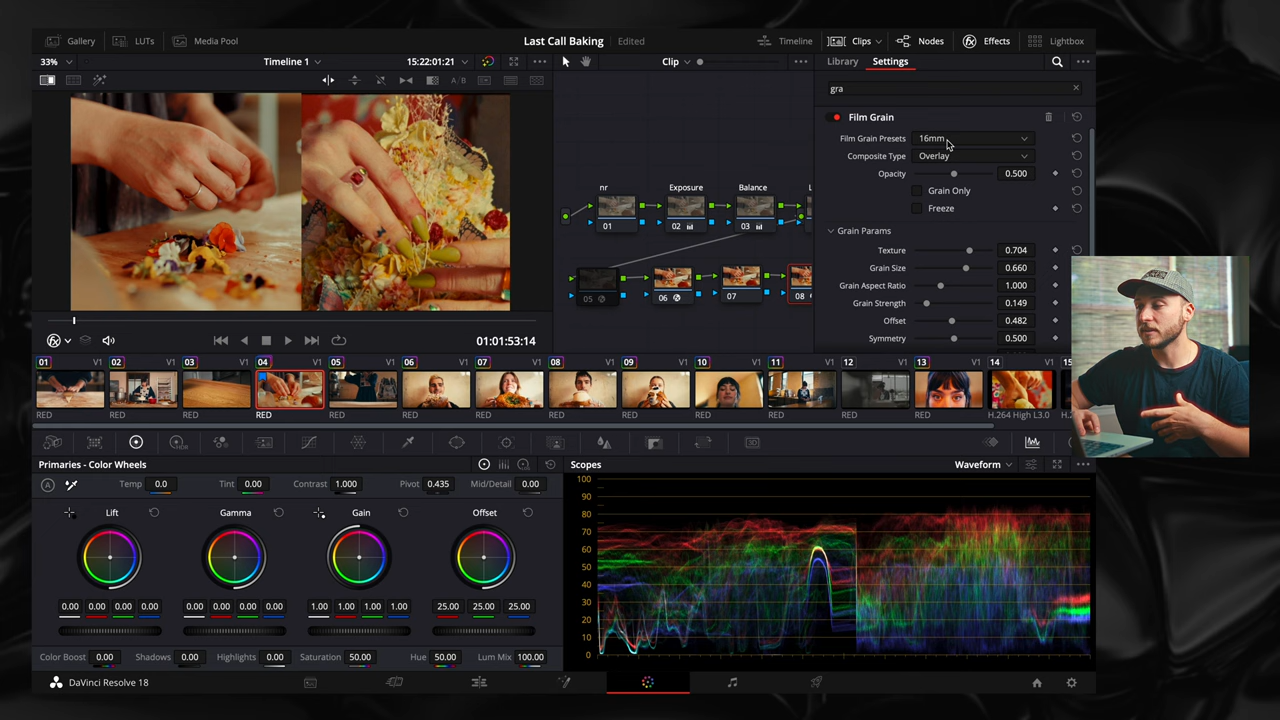 Gallery LUTs Media Pool Last Call Baking Edited Timeline Clips Nodes fx Effects Lightbox
33% Timeline 1 15:22:01:21 Clip Library Settings
A/B
gra
Film Grain
Film Grain Presets 16mm
Composite Type Overlay
Opacity 0.500
Grain Only
Freeze
Grain Params
Texture 0.704
Grain Size 0.660
Grain Aspect Ratio 1.000
Grain Strength 0.149
Offset 0.482
Symmetry 0.500
nr Exposure Balance L
01 02 03
05 06 07 08
fx 01:01:53:14
01 V1 02 V1 03 V1 04 V1 05 V1 06 V1 07 V1 08 V1 09 V1 10 V1 11 V1 12 V1 13 V1 14 V1 15
RED RED RED RED RED RED RED RED RED RED RED RED RED H.264 High L3.0
3D
Primaries - Color Wheels Scopes Waveform
A Temp 0.0 Tint 0.00 Contrast 1.000 Pivot 0.435 Mid/Detail 0.00
Lift Gamma Gain Offset
0.00 0.00 0.00 0.00 0.00 0.00 0.00 0.00 1.00 1.00 1.00 1.00 25.00 25.00 25.00
Color Boost 0.00 Shadows 0.00 Highlights 0.00 Saturation 50.00 Hue 50.00 Lum Mix 100.00
100
90
80
70
60
50
40
30
20
10
0
DaVinci Resolve 18